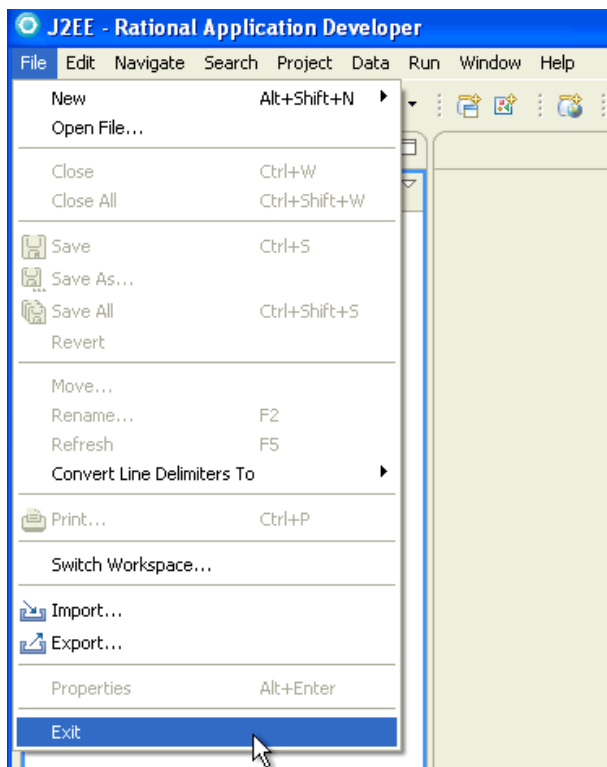 J2EE - Rational Application Developer
File Edit Navigate Search Project Data Run Window Help
New Alt+Shift+N
Open File...
Close Ctrl+W
Close All Ctrl+Shift+W
Save Ctrl+S
Save As...
Save All Ctrl+Shift+S
Revert
Move...
Rename... F2
Refresh F5
Convert Line Delimiters To
Print... Ctrl+P
Switch Workspace...
Import...
Export...
Properties Alt+Enter
Exit